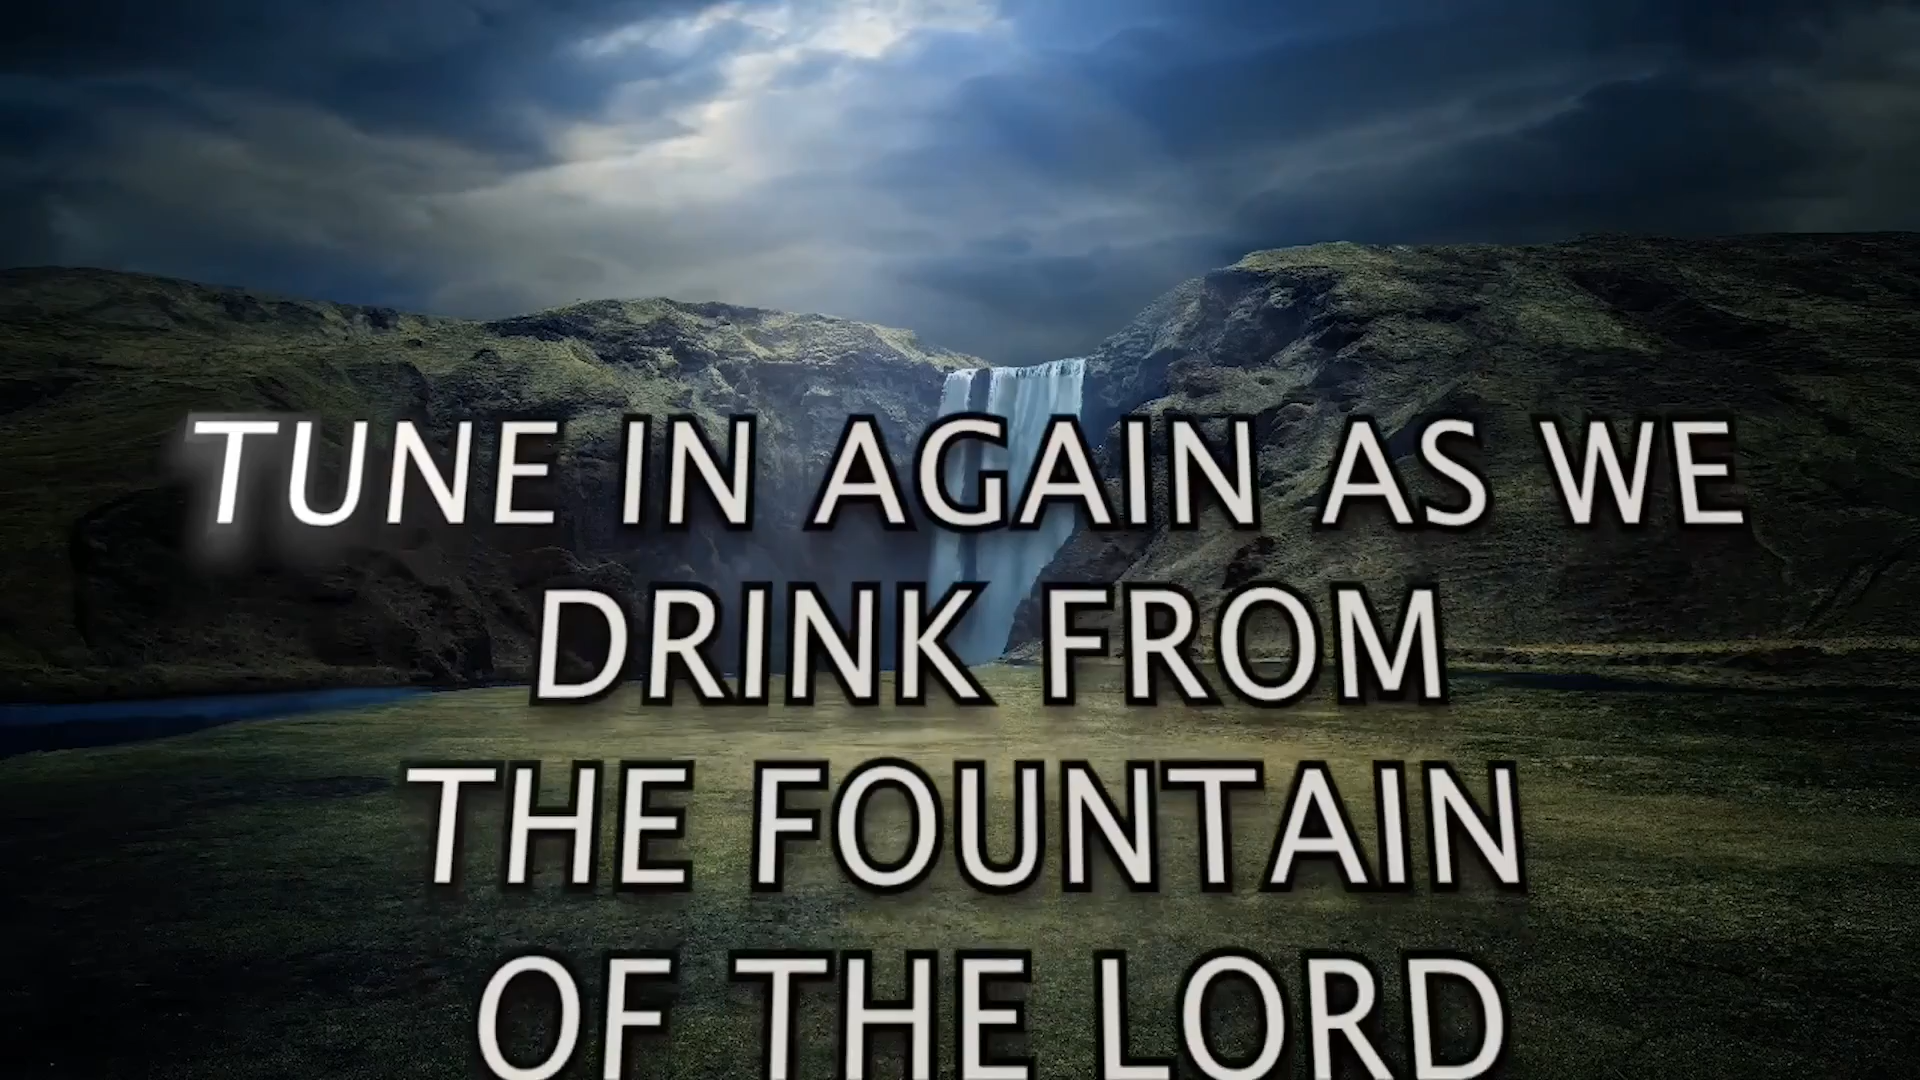 TUNE IN AGAIN AS WE
DRINK FROM
THE FOUNTAIN
OF THE LORD